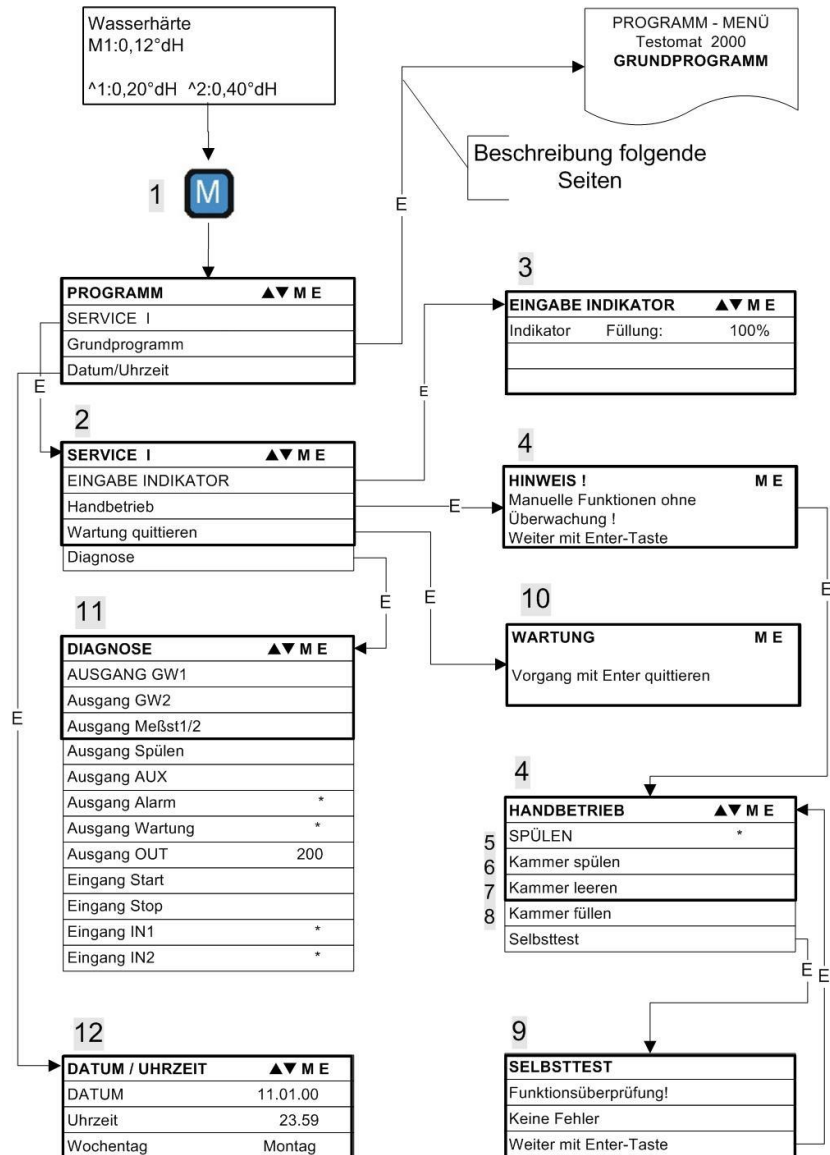 Wasserhärte
M1:0,12°dH
^1:0,20°dH ^2:0,40°dH
PROGRAMM - MENÜ
Testomat 2000
GRUNDPROGRAMM
Beschreibung folgende
Seiten
1 M
E
PROGRAMM ▲▼ M E
SERVICE I
Grundprogramm
Datum/Uhrzeit
E
3
EINGABE INDIKATOR ▲▼ M E
Indikator Füllung: 100%
E
2
SERVICE I ▲▼ M E
EINGABE INDIKATOR
Handbetrieb
Wartung quittieren
Diagnose
E
4
HINWEIS ! M E
Manuelle Funktionen ohne
Überwachung !
Weiter mit Enter-Taste
E
E
E
10
WARTUNG M E
Vorgang mit Enter quittieren
11
DIAGNOSE ▲▼ M E
AUSGANG GW1
Ausgang GW2
Ausgang Meßst1/2
Ausgang Spülen
Ausgang AUX
Ausgang Alarm *
Ausgang Wartung *
Ausgang OUT 200
Eingang Start
Eingang Stop
Eingang IN1 *
Eingang IN2 *
E
4
HANDBETRIEB ▲▼ M E
5 SPÜLEN *
6 Kammer spülen
7 Kammer leeren
8 Kammer füllen
Selbsttest
E
E
12
DATUM / UHRZEIT ▲▼ M E
DATUM 11.01.00
Uhrzeit 23.59
Wochentag Montag
9
SELBSTTEST
Funktionsüberprüfung!
Keine Fehler
Weiter mit Enter-Taste